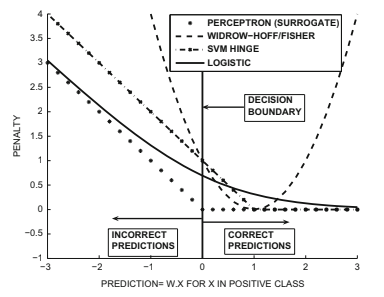 4
3.5
3
2.5
2
1.5
1
0.5
0
−0.5
−1
PENALTY
PERCEPTRON (SURROGATE)
WIDROW−HOFF/FISHER
SVM HINGE
LOGISTIC
DECISION
BOUNDARY
INCORRECT
PREDICTIONS
CORRECT
PREDICTIONS
−3 −2 −1 0 1 2 3
PREDICTION= W.X FOR X IN POSITIVE CLASS